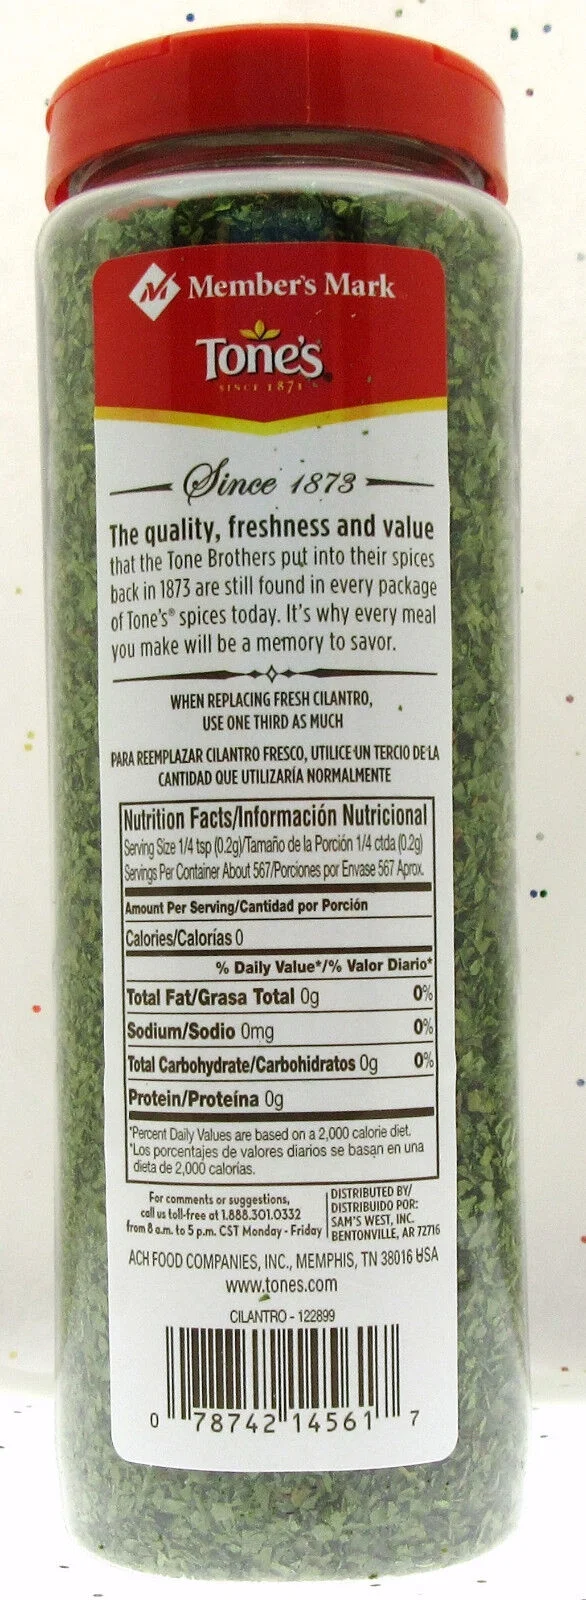 Member's Mark
Tone's
SINCE 1871
Since 1873
The quality, freshness and value
that the Tone Brothers put into their spices
back in 1873 are still found in every package
of Tone's® spices today. It's why every meal
you make will be a memory to savor.
WHEN REPLACING FRESH CILANTRO,
USE ONE THIRD AS MUCH
PARA REEMPLAZAR CILANTRO FRESCO, UTILICE UN TERCIO DE LA
CANTIDAD QUE UTILIZARÍA NORMALMENTE
Nutrition Facts/Información Nutricional
Serving Size 1/4 tsp (0.2g)/Tamaño de la Porción 1/4 ctda (0.2g)
Servings Per Container About 567/Porciones por Envase 567 Aprox.
Amount Per Serving/Cantidad por Porción
Calories/Calorías 0
% Daily Value*/% Valor Diario*
Total Fat/Grasa Total 0g 0%
Sodium/Sodio 0mg 0%
Total Carbohydrate/Carbohidratos 0g 0%
Protein/Proteína 0g
*Percent Daily Values are based on a 2,000 calorie diet.
*Los porcentajes de valores diarios se basan en una
dieta de 2,000 calorías.
For comments or suggestions,
call us toll-free at 1.888.301.0332
from 8 a.m. to 5 p.m. CST Monday - Friday
DISTRIBUTED BY/
DISTRIBUIDO POR:
SAM'S WEST, INC.
BENTONVILLE, AR 72716
ACH FOOD COMPANIES, INC., MEMPHIS, TN 38016 USA
www.tones.com
CILANTRO - 122899
0 78742 14561 7